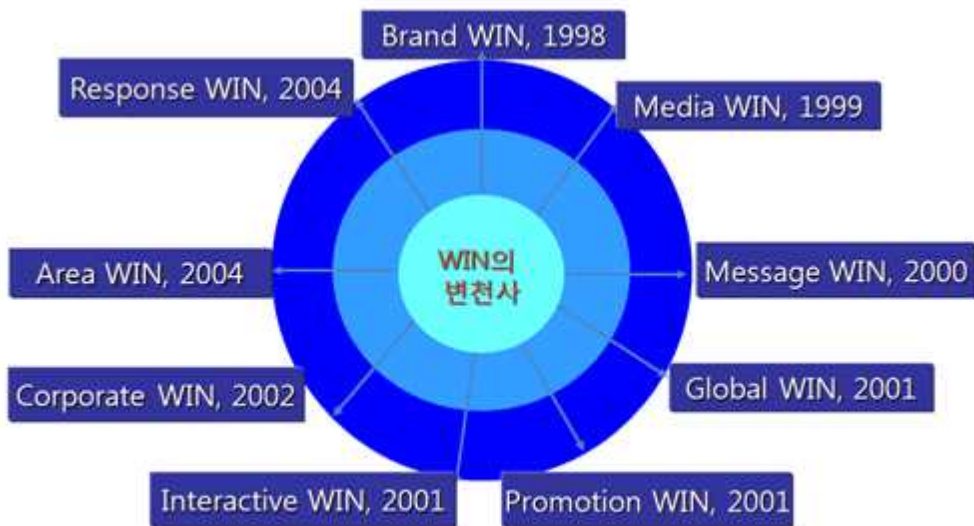 Brand WIN, 1998
Response WIN, 2004
Media WIN, 1999
WIN의
변천사
Area WIN, 2004
Message WIN, 2000
Corporate WIN, 2002
Global WIN, 2001
Interactive WIN, 2001
Promotion WIN, 2001